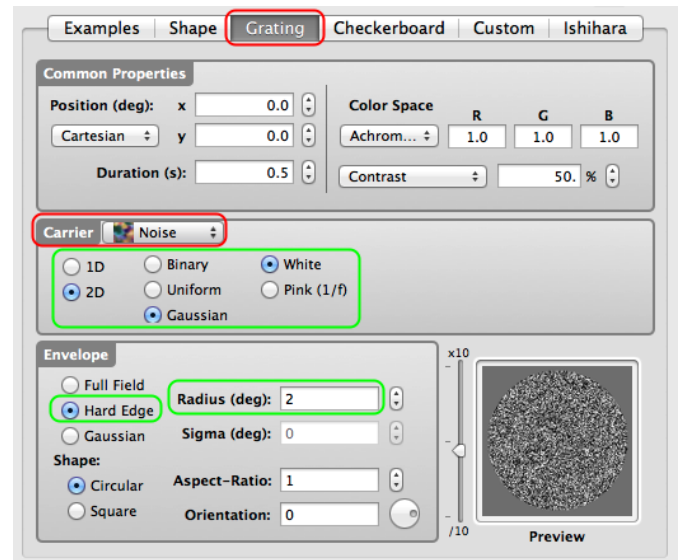 Examples Shape Grating Checkerboard Custom Ishihara
Common Properties
Position (deg): x 0.0 Color Space R G B
Cartesian y 0.0 Achrom... 1.0 1.0 1.0
Duration (s): 0.5 Contrast 50. %
Carrier Noise
1D Binary White
2D Uniform Pink (1/f)
Gaussian
Envelope x10
Full Field
Hard Edge Radius (deg): 2
Gaussian Sigma (deg): 0
Shape:
Circular Aspect-Ratio: 1
Square Orientation: 0
/10 Preview